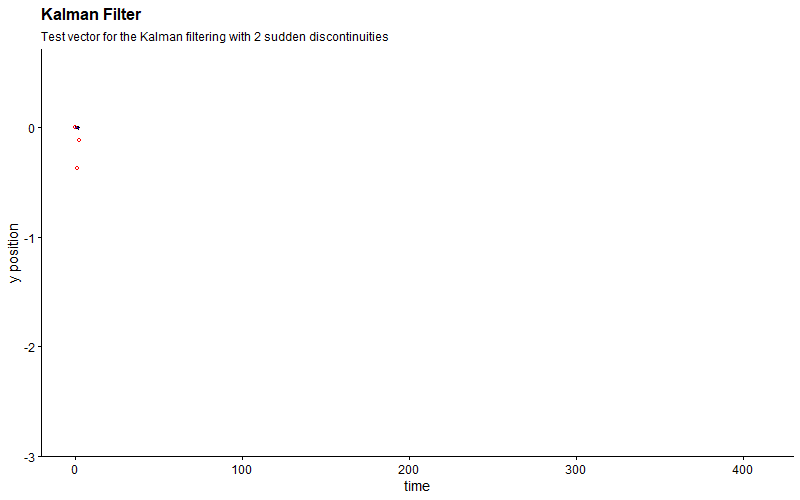 Kalman Filter
Test vector for the Kalman filtering with 2 sudden discontinuities
0
-1
-2
-3
y position
0 100 200 300 400
time